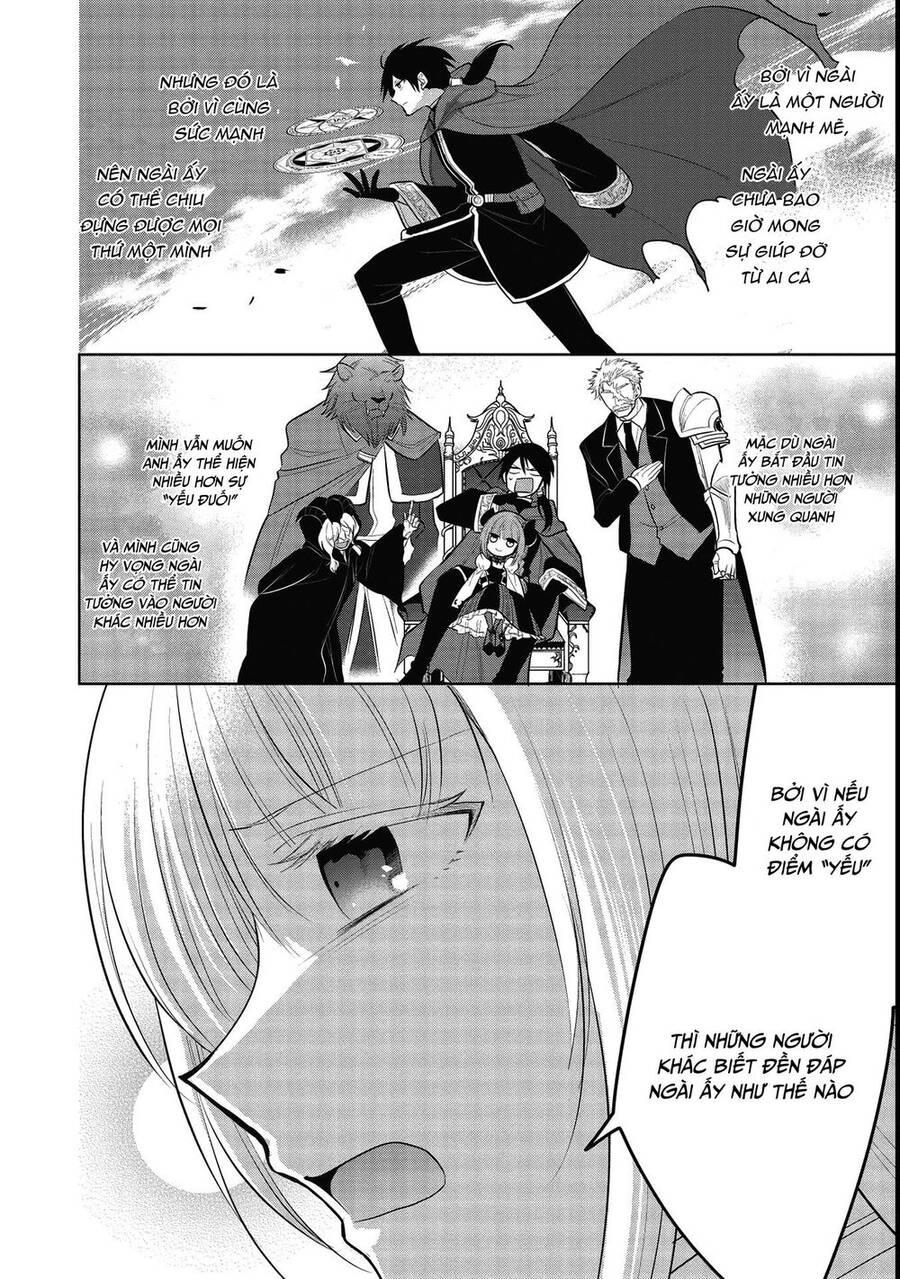 BỞI VÌ NGÀI
ẤY LÀ MỘT NGƯỜI
MẠNH MẼ,
NGÀI ẤY
CHƯA BAO
GIỜ MONG
SỰ GIÚP ĐỠ
TỪ AI CẢ
NHƯNG ĐÓ LÀ
BỞI VÌ CÙNG
SỨC MẠNH
NÊN NGÀI ẤY
CÓ THỂ CHỊU
ĐỰNG ĐƯỢC MỌI
THỨ MỘT MÌNH
MẶC DÙ NGÀI
ẤY BẮT ĐẦU TIN
TƯỞNG NHIỀU HƠN
NHỮNG NGƯỜI
XUNG QUANH
MÌNH VẪN MUỐN
ANH ẤY THỂ HIỆN
NHIỀU HƠN SỰ
"YẾU ĐUỐI"
VÀ MÌNH CŨNG
HY VỌNG NGÀI
ẤY CÓ THỂ TIN
TƯỞNG VÀO NGƯỜI
KHÁC NHIỀU HƠN
BỞI VÌ NẾU
NGÀI ẤY
KHÔNG CÓ
ĐIỂM "YẾU"
THÌ NHỮNG NGƯỜI
KHÁC BIẾT ĐỀN ĐÁP
NGÀI ẤY NHƯ THẾ NÀO